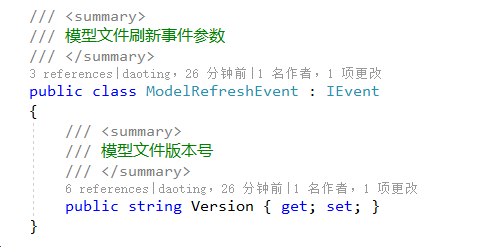 /// <summary>
/// 模型文件刷新事件参数
/// </summary>
3 references|daoting，26 分钟前|1 名作者，1 项更改
public class ModelRefreshEvent : IEvent
{
/// <summary>
/// 模型文件版本号
/// </summary>
6 references|daoting，26 分钟前|1 名作者，1 项更改
public string Version { get; set; }
}